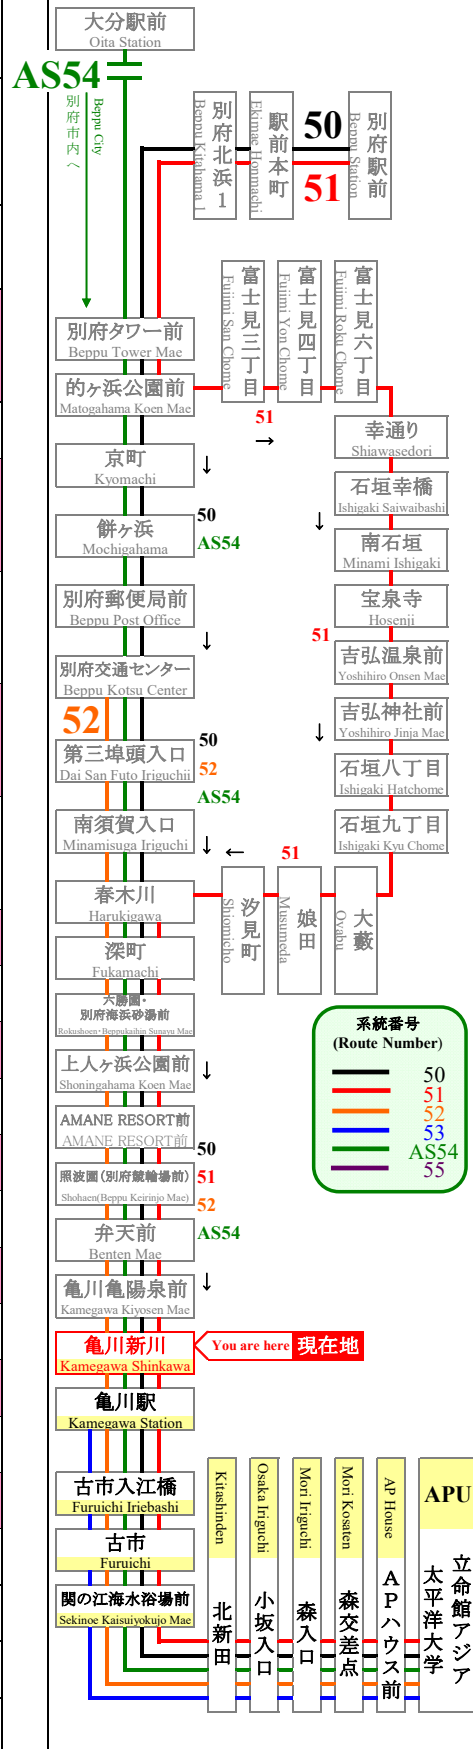 大分駅前
Oita Station
AS54
Beppu City
別府市内へ
別府北浜1
Beppu Kitahama 1
駅前本町
Ekimae Honmachi
50
51
別府駅前
Beppu Station
別府タワー前
Beppu Tower Mae
的ヶ浜公園前
Matogahama Koen Mae
富士見三丁目
Fujimi San Chome
富士見四丁目
Fujimi Yon Chome
富士見六丁目
Fujimi Roku Chome
51
→
幸通り
Shiawasedori
京町
Kyomachi
↓
石垣幸橋
Ishigaki Saiwaibashi
餅ヶ浜
Mochigahama
50
AS54
↓
南石垣
Minami Ishigaki
別府郵便局前
Beppu Post Office
↓
宝泉寺
Hosenji
51
吉弘温泉前
Yoshihiro Onsen Mae
別府交通センター
Beppu Kotsu Center
52
吉弘神社前
Yoshihiro Jinja Mae
↓
第三埠頭入口
Dai San Futo Iriguchii
50
52
AS54
石垣八丁目
Ishigaki Hatchome
南須賀入口
Minamisuga Iriguchi
↓
←
51
石垣九丁目
Ishigaki Kyu Chome
春木川
Harukigawa
汐見町
Shiomicho
娘田
Musumeda
大藪
Oyabu
深町
Fukamachi
六勝園・
別府海浜砂湯前
Rokushoen・Beppukaihin Sunayu Mae
上人ヶ浜公園前
Shoningahama Koen Mae
↓
系統番号
(Route Number)
50
51
52
53
AS54
55
AMANE RESORT前
AMANE RESORT前
50
照波園(別府競輪場前)
Shohaen(Beppu Keirinjo Mae)
51
52
弁天前
Benten Mae
AS54
亀川亀陽泉前
Kamegawa Kiyosen Mae
↓
亀川新川
Kamegawa Shinkawa
You are here 現在地
亀川駅
Kamegawa Station
古市入江橋
Furuichi Iriebashi
古市
Furuichi
関の江海水浴場前
Sekinoe Kaisuiyokujo Mae
Kitashinden
北新田
Osaka Iriguchi
小坂入口
Mori Iriguchi
森入口
Mori Kosaten
森交差点
AP House
APハウス前
APU
立命館アジア
太平洋大学